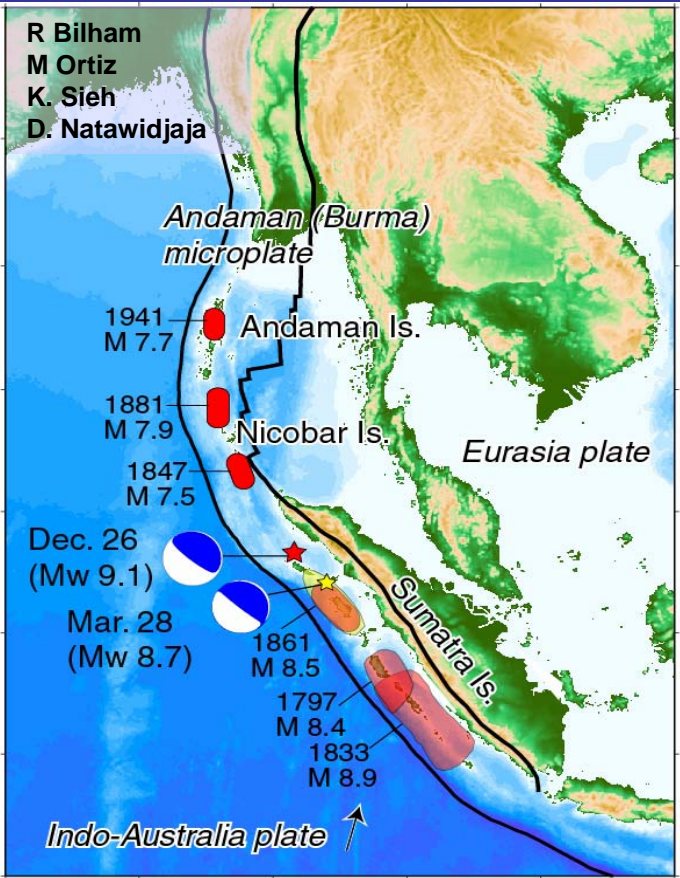 R Bilham
M Ortiz
K. Sieh
D. Natawidjaja
Andaman (Burma)
microplate
1941
M 7.7
Andaman Is.
1881
M 7.9
Nicobar Is.
Eurasia plate
1847
M 7.5
Dec. 26
(Mw 9.1)
Mar. 28
(Mw 8.7)
Sumatra Is.
1861
M 8.5
1797
M 8.4
1833
M 8.9
Indo-Australia plate